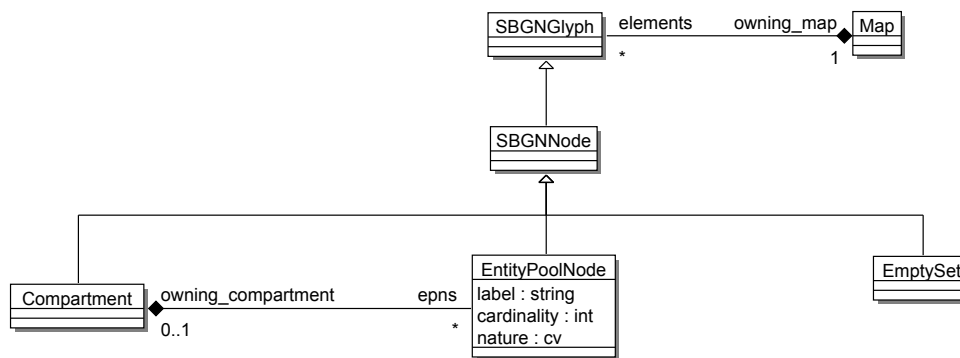 SBGNGlyph
elements
owning_map
Map
*
1
SBGNNode
EntityPoolNode
label : string
cardinality : int
nature : cv
EmptySet
Compartment
owning_compartment
epns
0..1
*